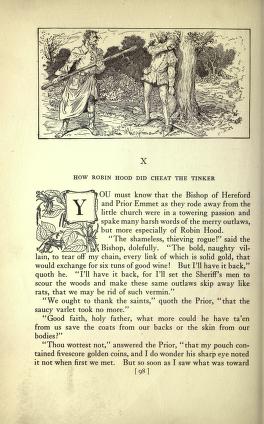 X
HOW ROBIN HOOD DID CHEAT THE TINKER
YOU must know that the Bishop of Hereford
and Prior Emmet as they rode away from the
little church were in a towering passion and
spake many harsh words of the merry outlaws,
but more especially of Robin Hood.
"The shameless, thieving rogue!" said the
Bishop, dolefully. "The bold, naughty vil-
lain, to tear off my chain, every link of which is solid gold, that
would exchange for six tuns of good wine! But I'll have it back,"
quoth he. "I'll have it back, for I'll set the Sheriff's men to
scour the woods and make these same outlaws skip away like
rats, that we may be rid of such vermin."
"We ought to thank the saints," quoth the Prior, "that the
saucy varlet took no more."
"Good faith, holy father, what more could he have ta'en
from us save the coats from our backs or the skin from our
bodies?"
"Thou wottest not," answered the Prior, "that my pouch con-
tained fivescore golden coins, and I do wonder his sharp eye noted
it not when first we met. But so soon as I saw what was toward
[98]